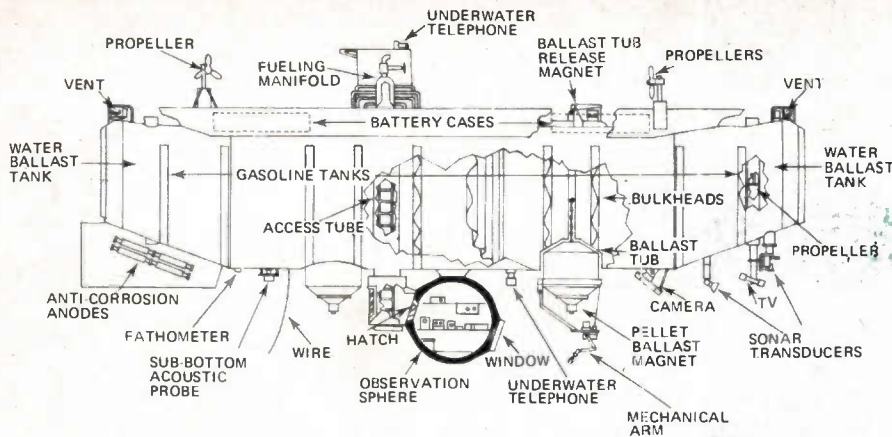 UNDERWATER
TELEPHONE
PROPELLER
FUELING
MANIFOLD
BALLAST TUB
RELEASE
MAGNET
PROPELLERS
VENT
VENT
BATTERY CASES
WATER
BALLAST
TANK
GASOLINE TANKS
WATER
BALLAST
TANK
ACCESS TUBE
BULKHEADS
BALLAST
TUB
PROPELLER
ANTI-CORROSION
ANODES
FATHOMETER
SUB-BOTTOM
ACOUSTIC
PROBE
WIRE
HATCH
OBSERVATION
SPHERE
WINDOW
UNDERWATER
TELEPHONE
PELLET
BALLAST
MAGNET
MECHANICAL
ARM
CAMERA
TV
SONAR
TRANSDUCERS